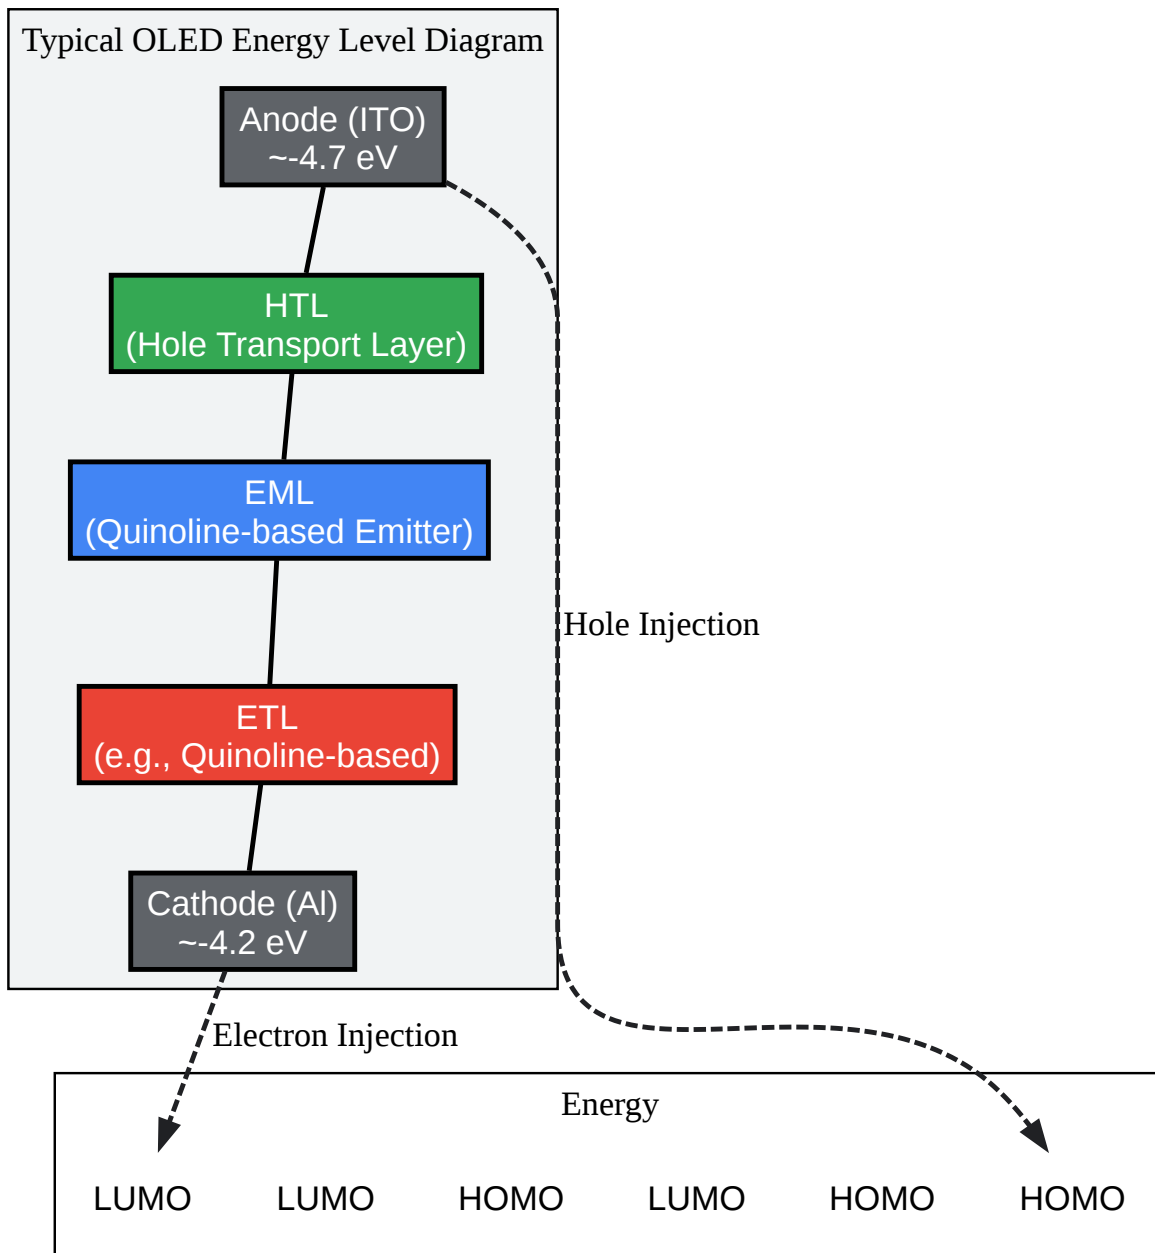 Typical OLED Energy Level Diagram
Anode (ITO)
~-4.7 eV
HTL
(Hole Transport Layer)
EML
(Quinoline-based Emitter)
Hole Injection
ETL
(e.g., Quinoline-based)
Cathode (Al)
~-4.2 eV
Electron Injection
Energy
LUMO LUMO HOMO LUMO HOMO HOMO